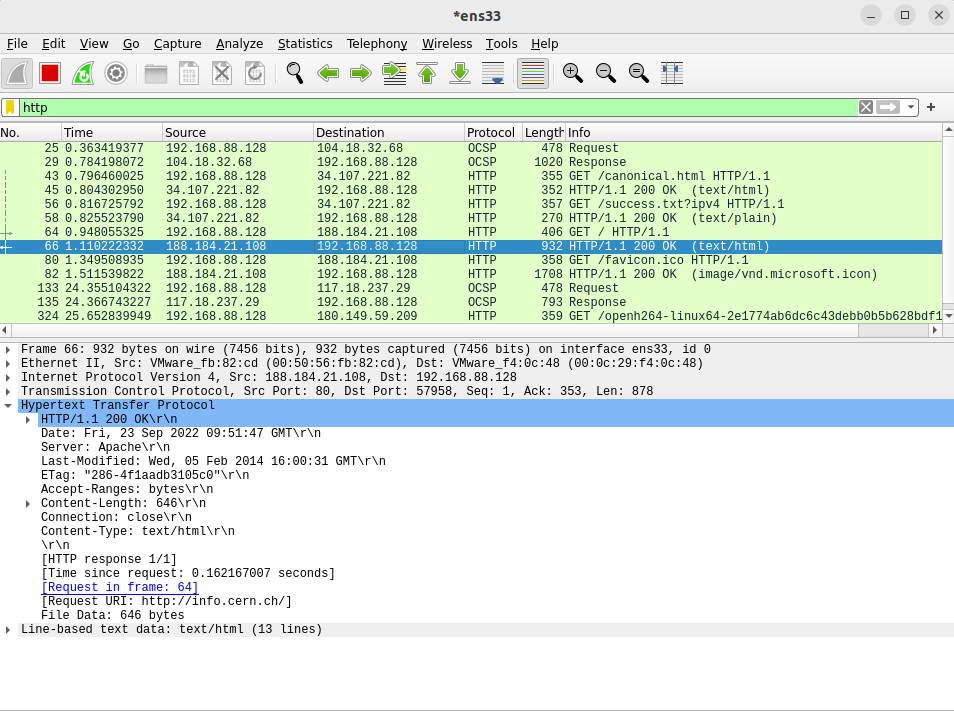 *ens33
File Edit View Go Capture Analyze Statistics Telephony Wireless Tools Help
http
No. Time Source Destination Protocol Length Info
25 0.363419377 192.168.88.128 104.18.32.68 OCSP 478 Request
29 0.784198072 104.18.32.68 192.168.88.128 OCSP 1020 Response
43 0.796460025 192.168.88.128 34.107.221.82 HTTP 355 GET /canonical.html HTTP/1.1
45 0.804302950 34.107.221.82 192.168.88.128 HTTP 352 HTTP/1.1 200 OK (text/html)
56 0.816725792 192.168.88.128 34.107.221.82 HTTP 357 GET /success.txt?ipv4 HTTP/1.1
58 0.825523790 34.107.221.82 192.168.88.128 HTTP 270 HTTP/1.1 200 OK (text/plain)
64 0.948055325 192.168.88.128 188.184.21.108 HTTP 406 GET / HTTP/1.1
66 1.110222332 188.184.21.108 192.168.88.128 HTTP 932 HTTP/1.1 200 OK (text/html)
80 1.349508935 192.168.88.128 188.184.21.108 HTTP 358 GET /favicon.ico HTTP/1.1
82 1.511539822 188.184.21.108 192.168.88.128 HTTP 1708 HTTP/1.1 200 OK (image/vnd.microsoft.icon)
133 24.355104322 192.168.88.128 117.18.237.29 OCSP 478 Request
135 24.366743227 117.18.237.29 192.168.88.128 OCSP 793 Response
324 25.652839949 192.168.88.128 180.149.59.209 HTTP 359 GET /openh264-linux64-2e1774ab6dc6c43debb0b5b628bdf1
Frame 66: 932 bytes on wire (7456 bits), 932 bytes captured (7456 bits) on interface ens33, id 0
Ethernet II, Src: VMware_fb:82:cd (00:50:56:fb:82:cd), Dst: VMware_f4:0c:48 (00:0c:29:f4:0c:48)
Internet Protocol Version 4, Src: 188.184.21.108, Dst: 192.168.88.128
Transmission Control Protocol, Src Port: 80, Dst Port: 57958, Seq: 1, Ack: 353, Len: 878
Hypertext Transfer Protocol
HTTP/1.1 200 OK\r\n
Date: Fri, 23 Sep 2022 09:51:47 GMT\r\n
Server: Apache\r\n
Last-Modified: Wed, 05 Feb 2014 16:00:31 GMT\r\n
ETag: "286-4f1aadb3105c0"\r\n
Accept-Ranges: bytes\r\n
Content-Length: 646\r\n
Connection: close\r\n
Content-Type: text/html\r\n
\r\n
[HTTP response 1/1]
[Time since request: 0.162167007 seconds]
[Request in frame: 64]
[Request URI: http://info.cern.ch/]
File Data: 646 bytes
Line-based text data: text/html (13 lines)